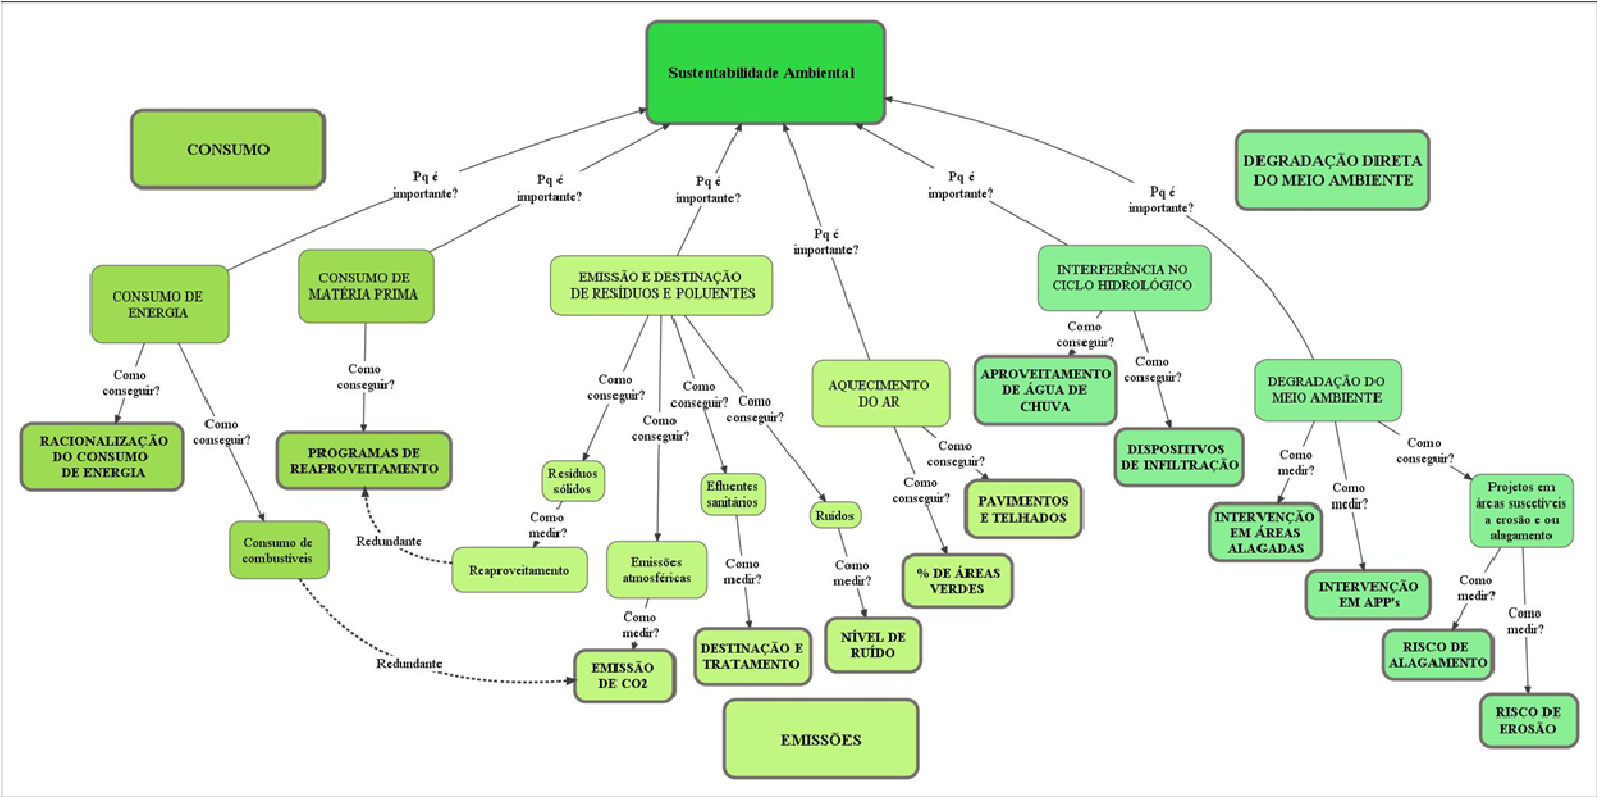 Sustentabilidade Ambiental
CONSUMO
DEGRADAÇÃO DIRETA
DO MEIO AMBIENTE
Pq é
importante?
Pq é
importante?
Pq é
importante?
Pq é
importante?
Pq é
importante?
Pq é
importante?
CONSUMO DE
ENERGIA
CONSUMO DE
MATÉRIA PRIMA
EMISSÃO E DESTINAÇÃO
DE RESÍDUOS E POLUENTES
AQUECIMENTO
DO AR
INTERFERÊNCIA NO
CICLO HIDROLÓGICO
DEGRADAÇÃO DO
MEIO AMBIENTE
Como
conseguir?
Como
conseguir?
Como
conseguir?
Como
conseguir?
Como
conseguir?
Como
conseguir?
Como
conseguir?
Como
conseguir?
Como
conseguir?
Como
conseguir?
Como
conseguir?
Como
medir?
Como
medir?
Como
conseguir?
RACIONALIZAÇÃO
DO CONSUMO
DE ENERGIA
PROGRAMAS DE
REAPROVEITAMENTO
Resíduos
sólidos
Efluentes
sanitários
Ruídos
PAVIMENTOS
E TELHADOS
APROVEITAMENTO
DE ÁGUA DE
CHUVA
DISPOSITIVOS
DE INFILTRAÇÃO
INTERVENÇÃO
EM ÁREAS
ALAGADAS
Projetos em
áreas suscetíveis
a erosão e ou
alagamento
Consumo de
combustíveis
Redundante
Como
medir?
Reaproveitamento
Emissões
atmosféricas
Como
medir?
Como
medir?
% DE ÁREAS
VERDES
INTERVENÇÃO
EM APP's
Como
medir?
Como
medir?
Como
medir?
Redundante
EMISSÃO
DE CO2
DESTINAÇÃO E
TRATAMENTO
NÍVEL DE
RUÍDO
RISCO DE
ALAGAMENTO
RISCO DE
EROSÃO
EMISSÕES